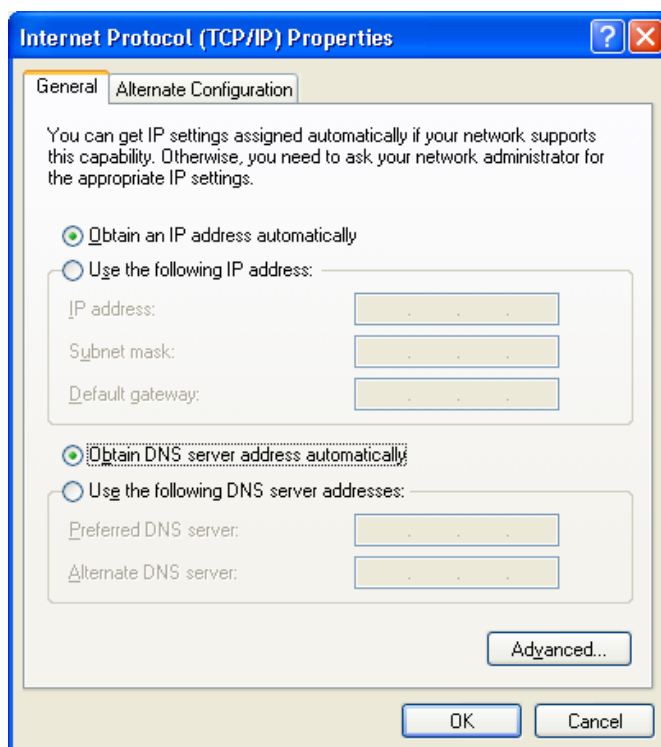 Internet Protocol (TCP/IP) Properties
General
Alternate Configuration
You can get IP settings assigned automatically if your network supports
this capability. Otherwise, you need to ask your network administrator for
the appropriate IP settings.
Obtain an IP address automatically
Use the following IP address:
IP address:
Subnet mask:
Default gateway:
Obtain DNS server address automatically
Use the following DNS server addresses:
Preferred DNS server:
Alternate DNS server:
Advanced...
OK
Cancel